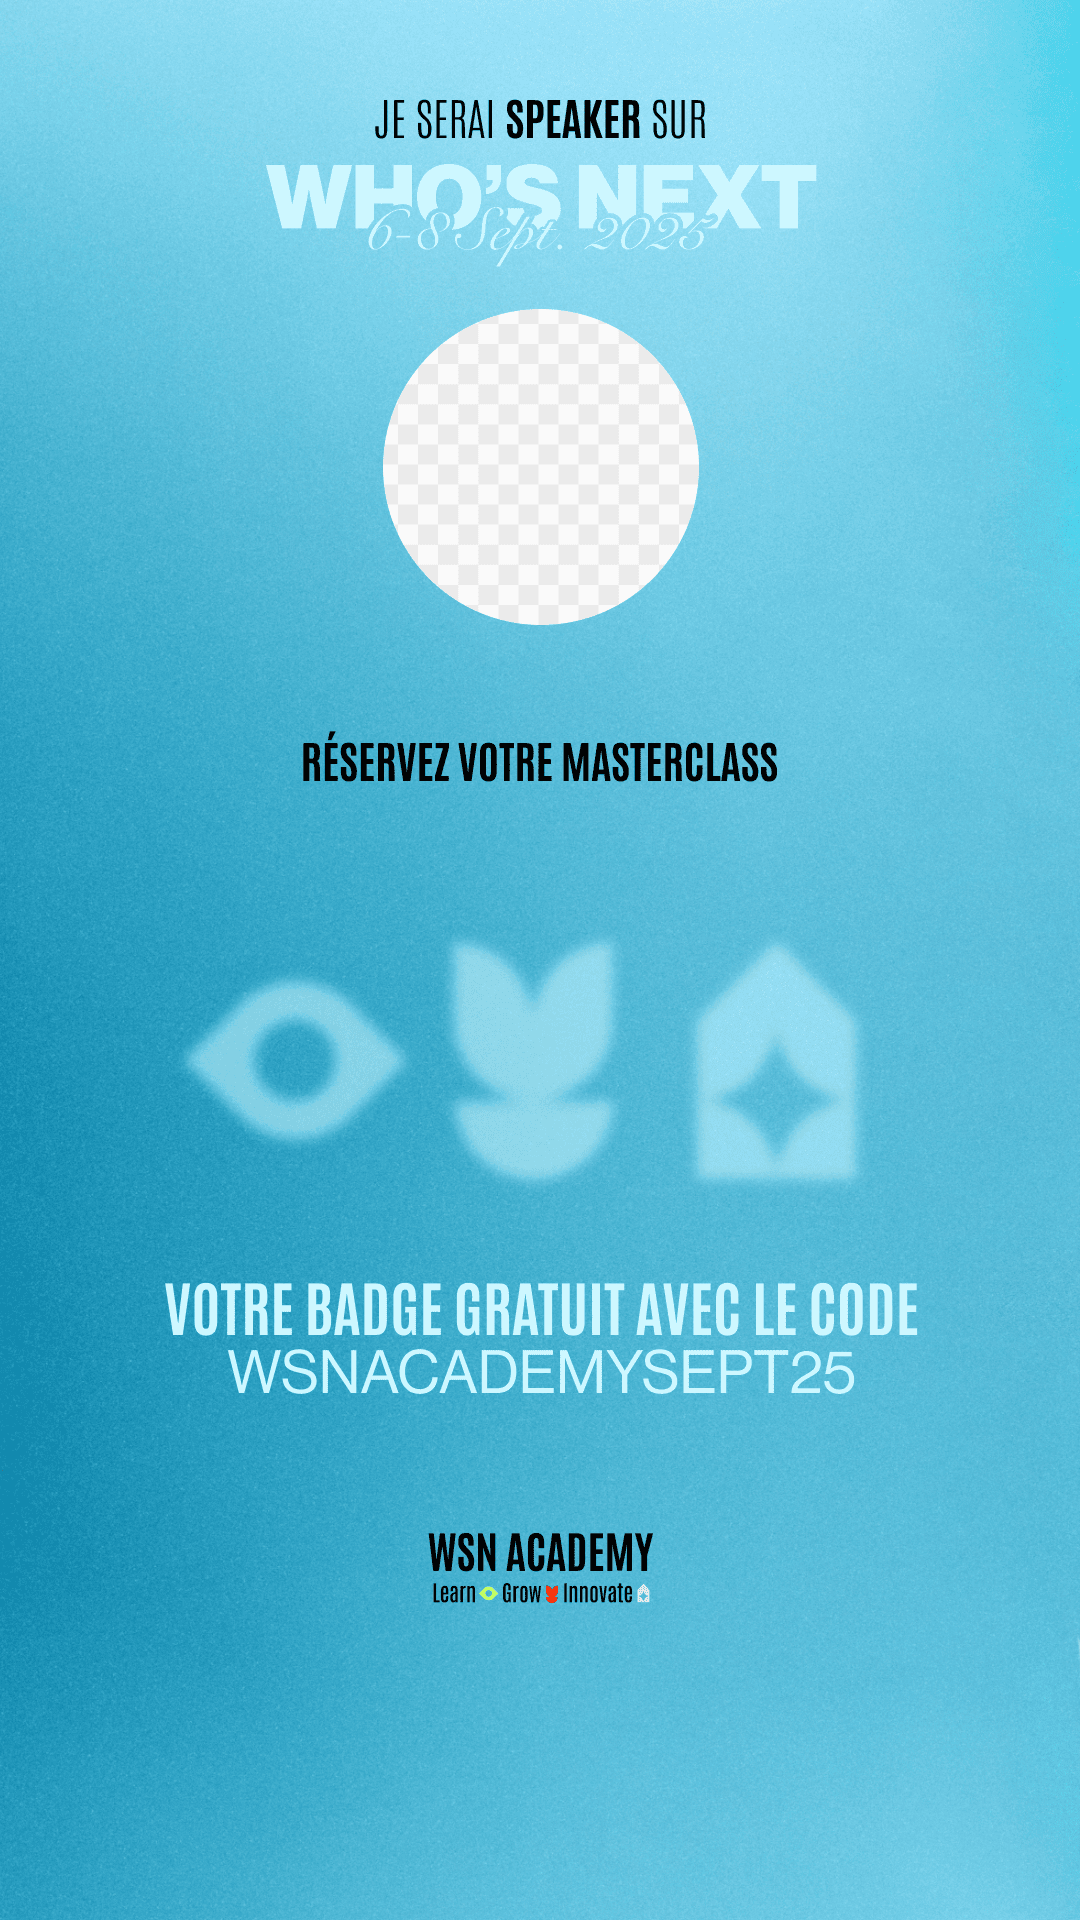 JE SERAI SPEAKER SUR
WHO'S NEXT
6-8 Sept. 2025
RÉSERVEZ VOTRE MASTERCLASS
VOTRE BADGE GRATUIT AVEC LE CODE
WSNACADEMYSEPT25
WSN ACADEMY
Learn Grow Innovate